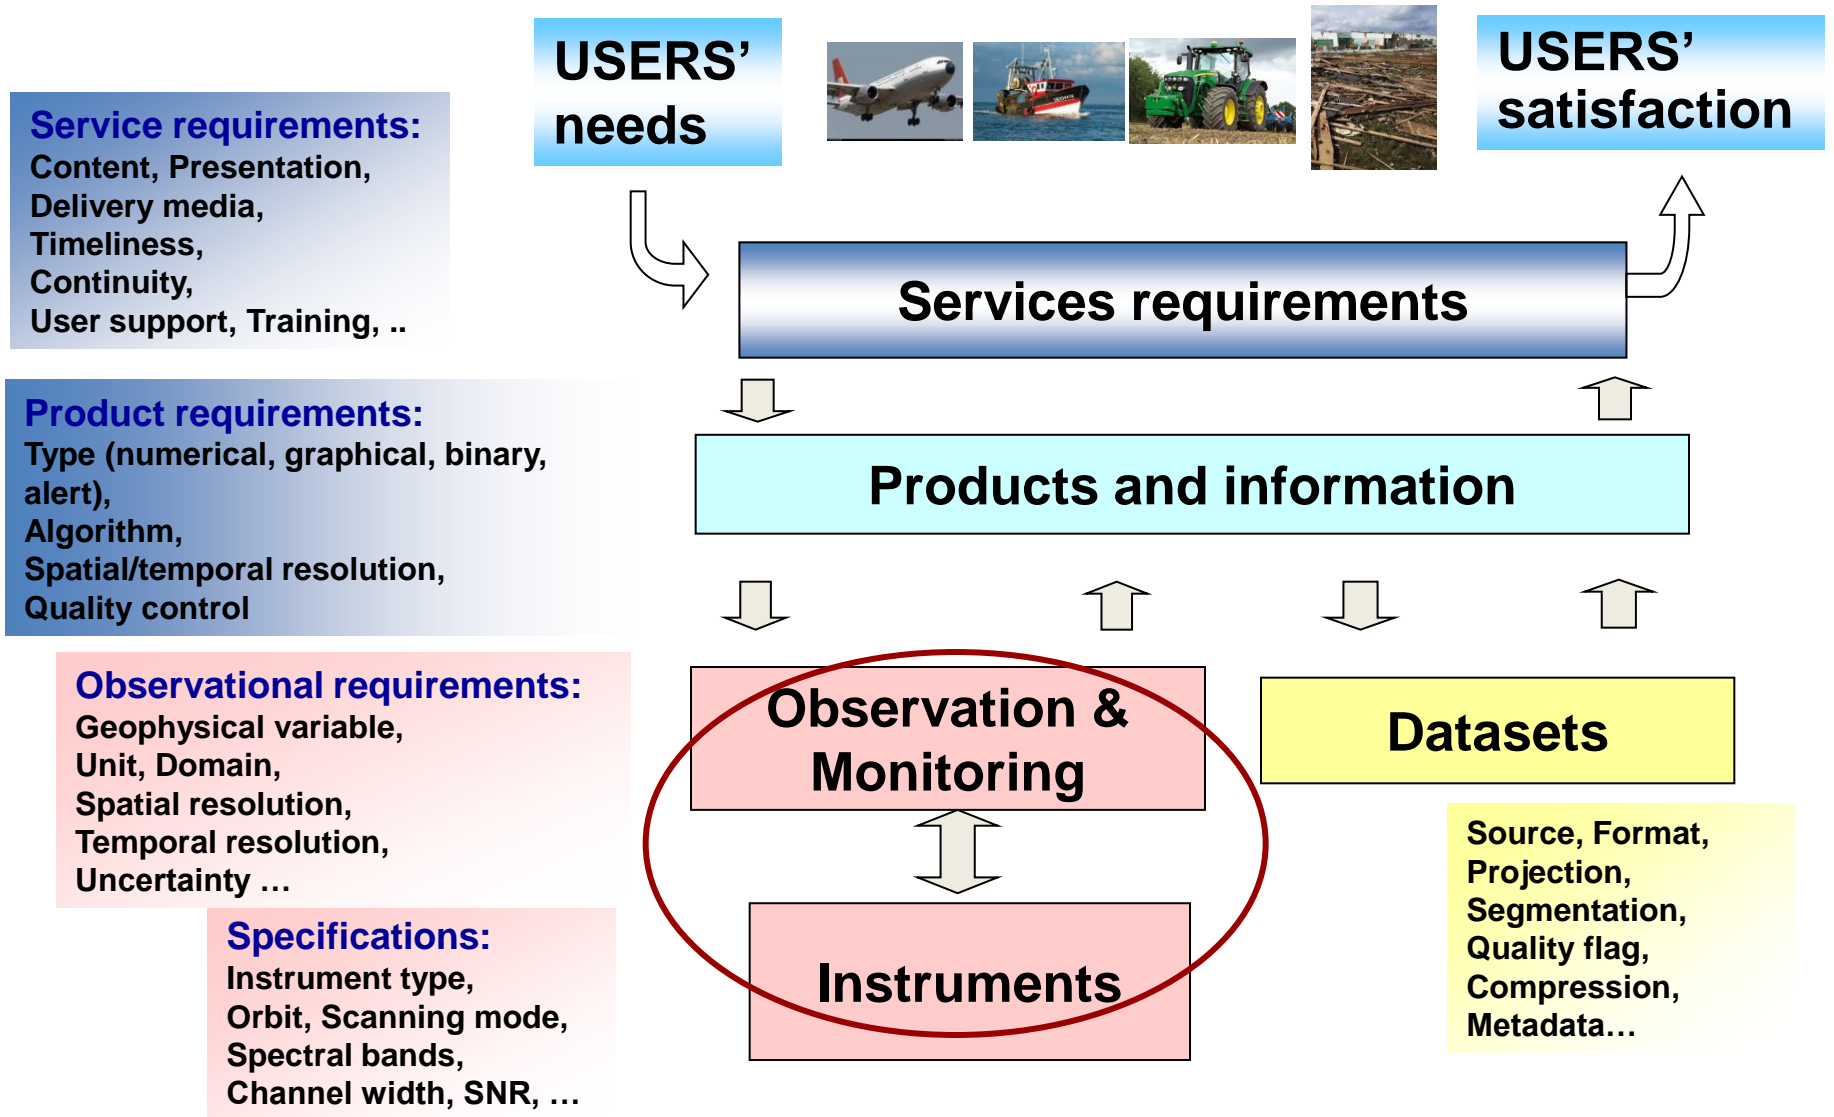 USERS’
needs
USERS’
satisfaction
Service requirements:
Content, Presentation,
Delivery media,
Timeliness,
Continuity,
User support, Training, ..
Services requirements
Product requirements:
Type (numerical, graphical, binary,
alert),
Algorithm,
Spatial/temporal resolution,
Quality control
Products and information
Observational requirements:
Geophysical variable,
Unit, Domain,
Spatial resolution,
Temporal resolution,
Uncertainty …
Observation &
Monitoring
Datasets
Source, Format,
Projection,
Segmentation,
Quality flag,
Compression,
Metadata…
Specifications:
Instrument type,
Orbit, Scanning mode,
Spectral bands,
Channel width, SNR, …
Instruments